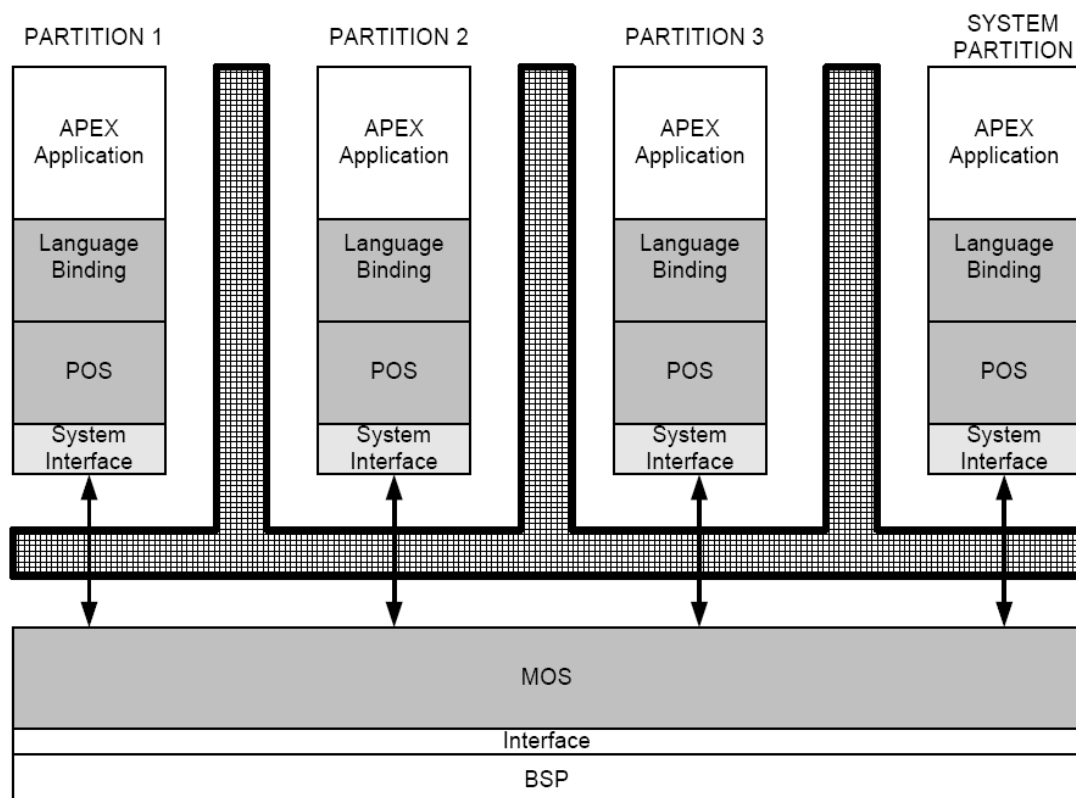 PARTITION 1
PARTITION 2
PARTITION 3
SYSTEM
PARTITION
APEX
Application
APEX
Application
APEX
Application
APEX
Application
Language
Binding
Language
Binding
Language
Binding
Language
Binding
POS
POS
POS
POS
System
Interface
System
Interface
System
Interface
System
Interface
MOS
Interface
BSP